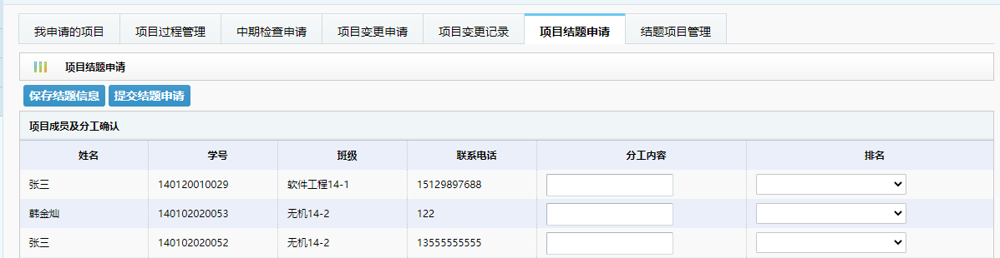 我申请的项目 项目过程管理 中期检查申请 项目变更申请 项目变更记录 项目结题申请 结题项目管理
项目结题申请
保存结题信息 提交结题申请
项目成员及分工确认
姓名 学号 班级 联系电话 分工内容 排名
张三 140120010029 软件工程14-1 15129897688
韩金灿 140102020053 无机14-2 122
张三 140102020052 无机14-2 13555555555